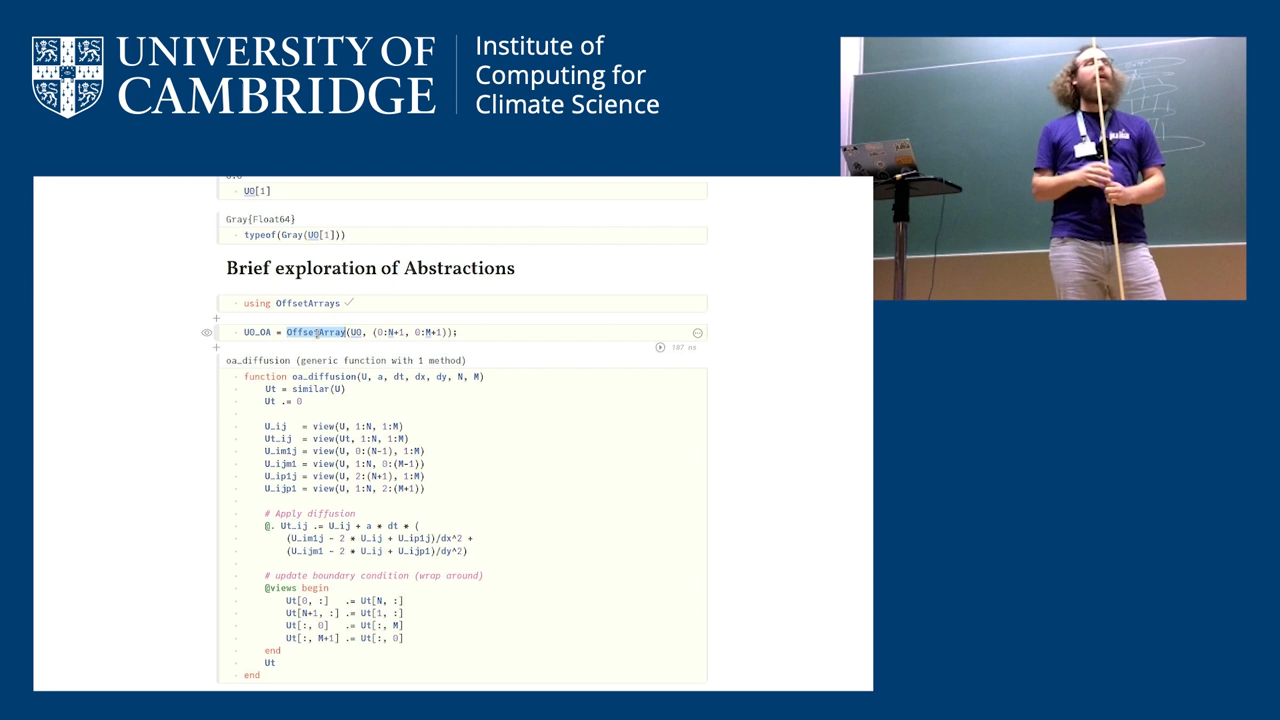 UNIVERSITY OF
CAMBRIDGE
Institute of
Computing for
Climate Science
julia
U0[1]
Gray{Float64}
typeof(Gray(U0[1]))
Brief exploration of Abstractions
using OffsetArrays
U0_OA = OffsetArray(U0, (0:N+1, 0:M+1));
187 ns
oa_diffusion (generic function with 1 method)
function oa_diffusion(U, a, dt, dx, dy, N, M)
Ut = similar(U)
Ut .= 0
U_ij = view(U, 1:N, 1:M)
Ut_ij = view(Ut, 1:N, 1:M)
U_im1j = view(U, 0:(N-1), 1:M)
U_ijm1 = view(U, 1:N, 0:(M-1))
U_ip1j = view(U, 2:(N+1), 1:M)
U_ijp1 = view(U, 1:N, 2:(M+1))
# Apply diffusion
@. Ut_ij .= U_ij + a * dt * (
(U_im1j - 2 * U_ij + U_ip1j)/dx^2 +
(U_ijm1 - 2 * U_ij + U_ijp1)/dy^2)
# update boundary condition (wrap around)
@views begin
Ut[0, :] .= Ut[N, :]
Ut[N+1, :] .= Ut[1, :]
Ut[:, 0] .= Ut[:, M]
Ut[:, M+1] .= Ut[:, 0]
end
Ut
end